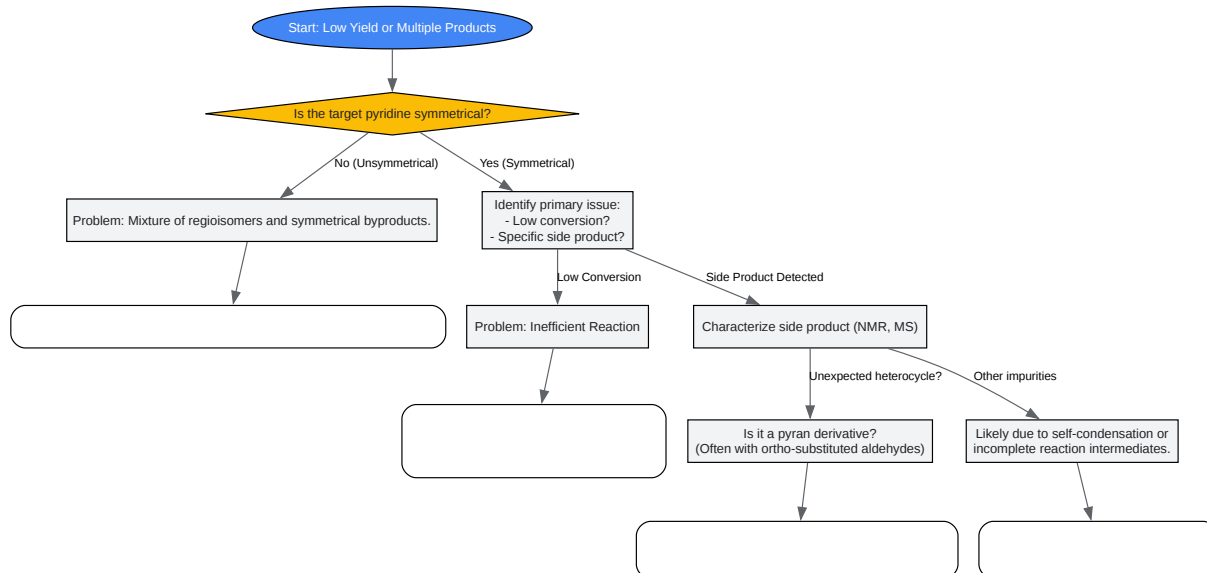 Start: Low Yield or Multiple Products
Is the target pyridine symmetrical?
No (Unsymmetrical)
Yes (Symmetrical)
Problem: Mixture of regioisomers and symmetrical byproducts.
Identify primary issue:
- Low conversion?
- Specific side product?
Low Conversion
Side Product Detected
Problem: Inefficient Reaction
Characterize side product (NMR, MS)
Unexpected heterocycle?
Other impurities
Is it a pyran derivative?
(Often with ortho-substituted aldehydes)
Likely due to self-condensation or
incomplete reaction intermediates.